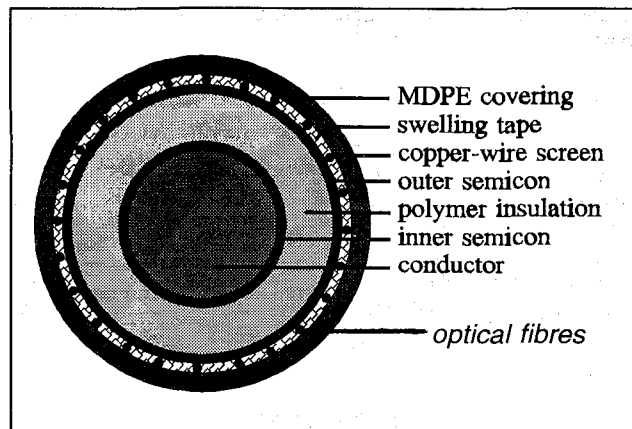 MDPE covering
swelling tape
copper-wire screen
outer semicon
polymer insulation
inner semicon
conductor
optical fibres